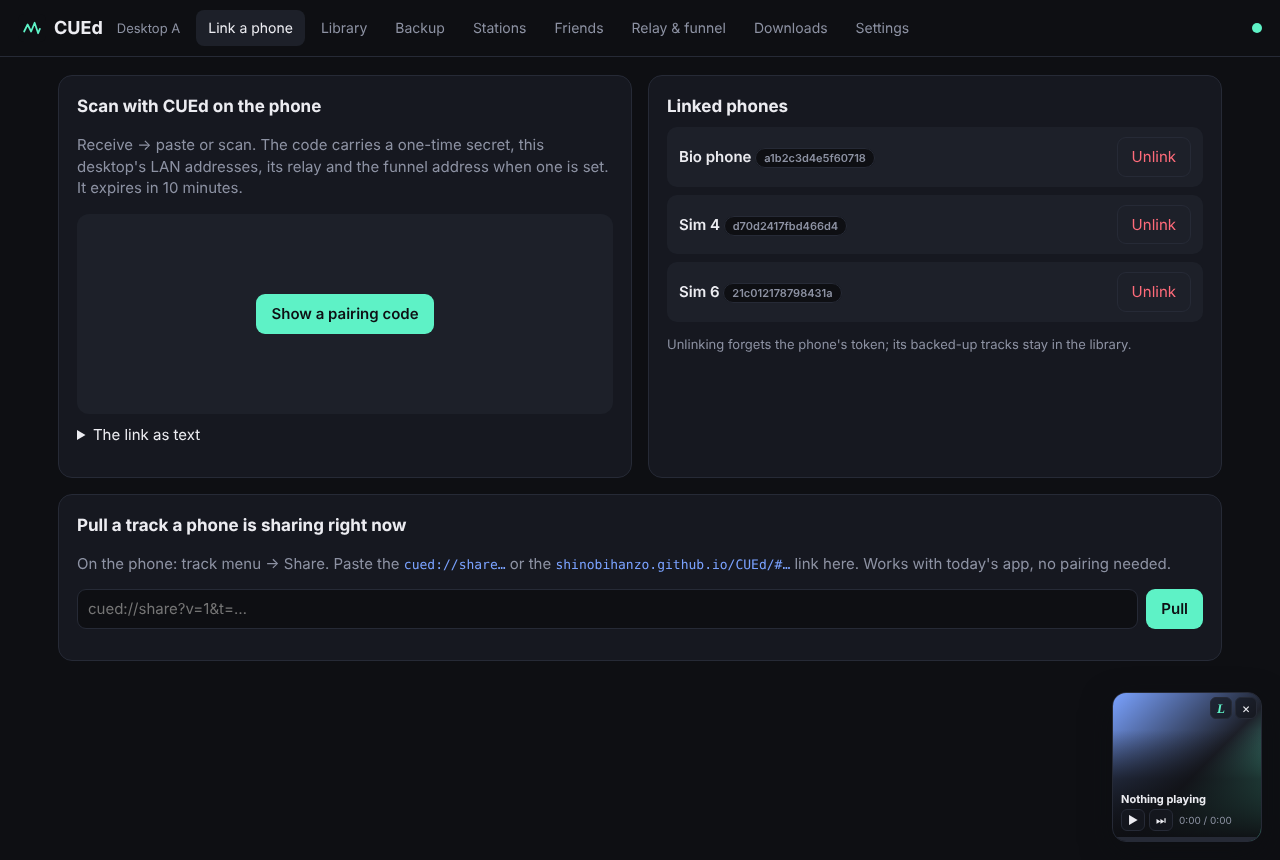 CUEd Desktop A Link a phone Library Backup Stations Friends Relay & funnel Downloads Settings
Scan with CUEd on the phone
Receive → paste or scan. The code carries a one-time secret, this
desktop's LAN addresses, its relay and the funnel address when one is set.
It expires in 10 minutes.
Show a pairing code
The link as text
Linked phones
Bio phone a1b2c3d4e5f60718 Unlink
Sim 4 d70d2417fbd466d4 Unlink
Sim 6 21c012178798431a Unlink
Unlinking forgets the phone's token; its backed-up tracks stay in the library.
Pull a track a phone is sharing right now
On the phone: track menu → Share. Paste the cued://share… or the shinobihanzo.github.io/CUEd/#… link here. Works with today's app, no pairing needed.
cued://share?v=1&t=… Pull
L ×
Nothing playing
0:00 / 0:00